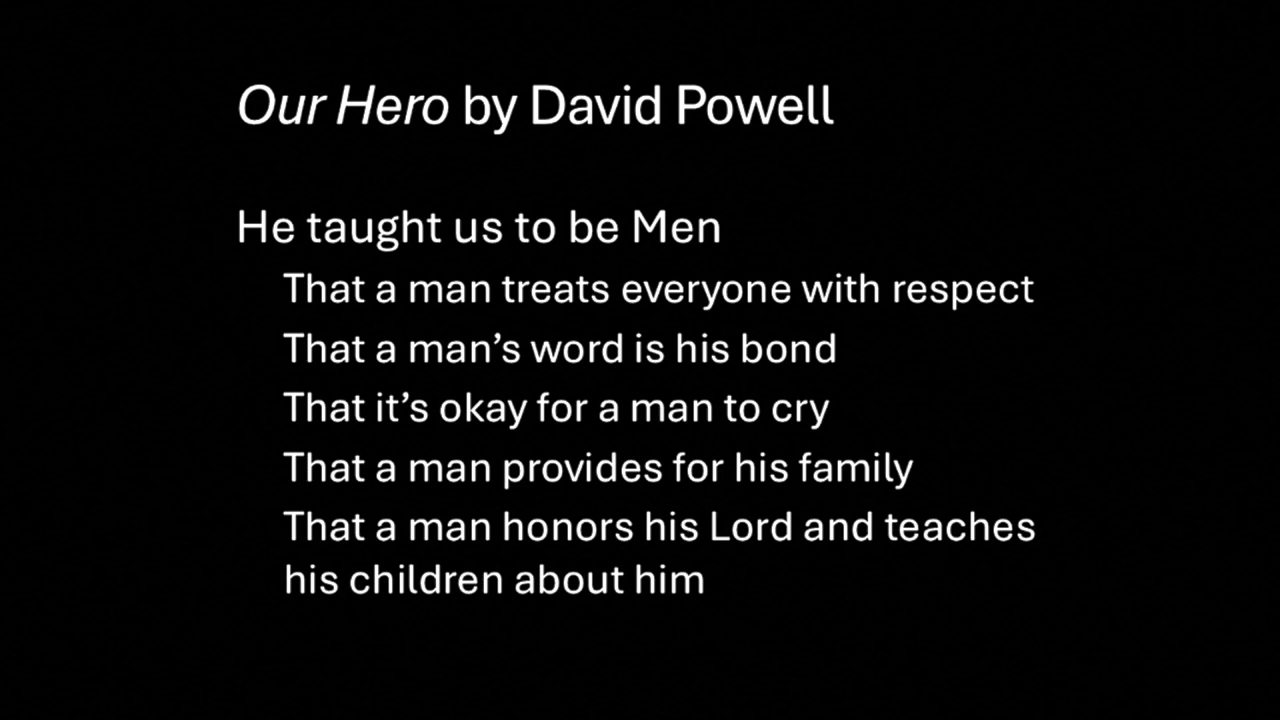 Our Hero by David Powell
He taught us to be Men
That a man treats everyone with respect
That a man’s word is his bond
That it’s okay for a man to cry
That a man provides for his family
That a man honors his Lord and teaches
his children about him